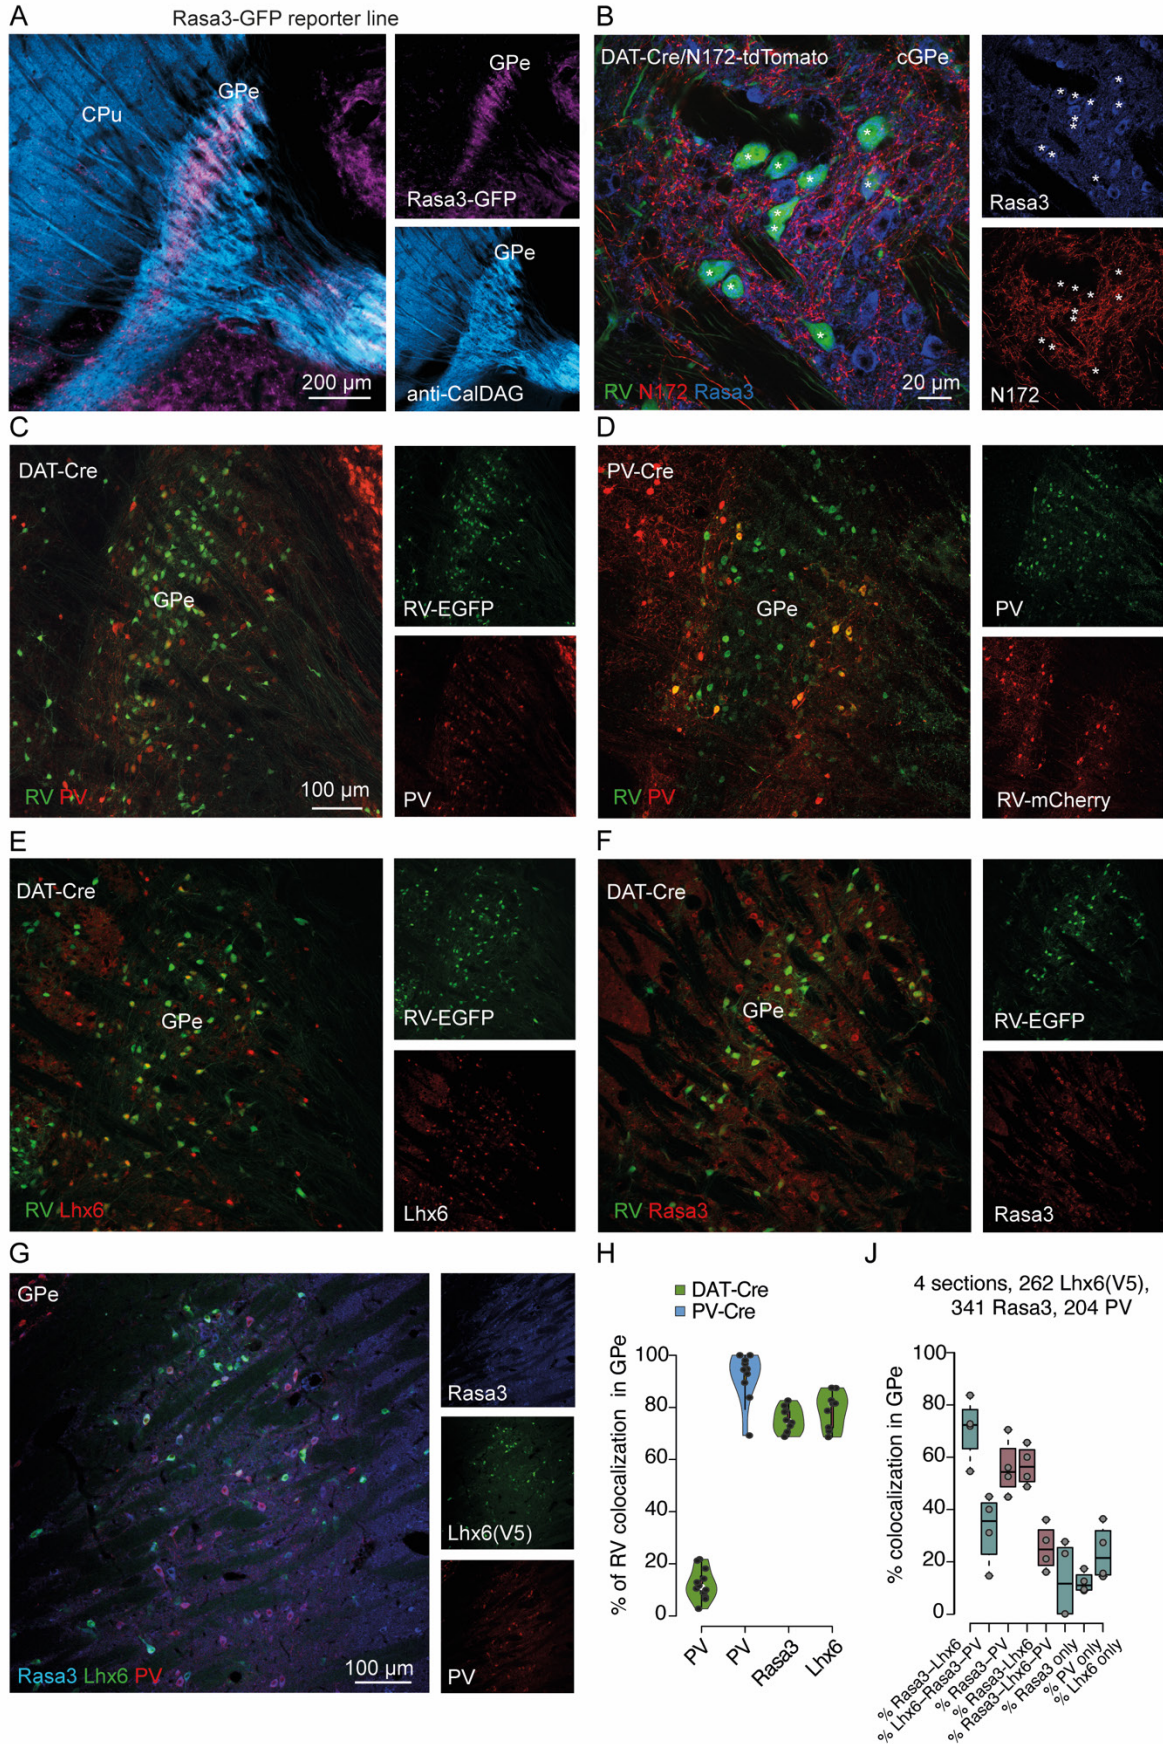 A
Rasa3-GFP reporter line
CPu
GPe
200 µm
GPe
Rasa3-GFP
GPe
anti-CalDAG
B
DAT-Cre/N172-tdTomato
cGPe
RV N172 Rasa3
20 µm
Rasa3
N172
C
DAT-Cre
GPe
RV PV
100 µm
RV-EGFP
PV
D
PV-Cre
GPe
RV PV
PV
RV-mCherry
E
DAT-Cre
GPe
RV Lhx6
RV-EGFP
Lhx6
F
DAT-Cre
GPe
RV Rasa3
RV-EGFP
Rasa3
G
GPe
Rasa3 Lhx6 PV
100 µm
Rasa3
Lhx6(V5)
PV
H
DAT-Cre
PV-Cre
% of RV colocalization in GPe
100
80
60
40
20
0
PV
PV
Rasa3
Lhx6
J
4 sections, 262 Lhx6(V5),
341 Rasa3, 204 PV
% colocalization in GPe
100
80
60
40
20
0
% Rasa3–Lhx6
% Lhx6–Rasa3–PV
% Rasa3–PV
% Rasa3-Lhx6
% Rasa3–Lhx6–PV
% Rasa3 only
% PV only
% Lhx6 only